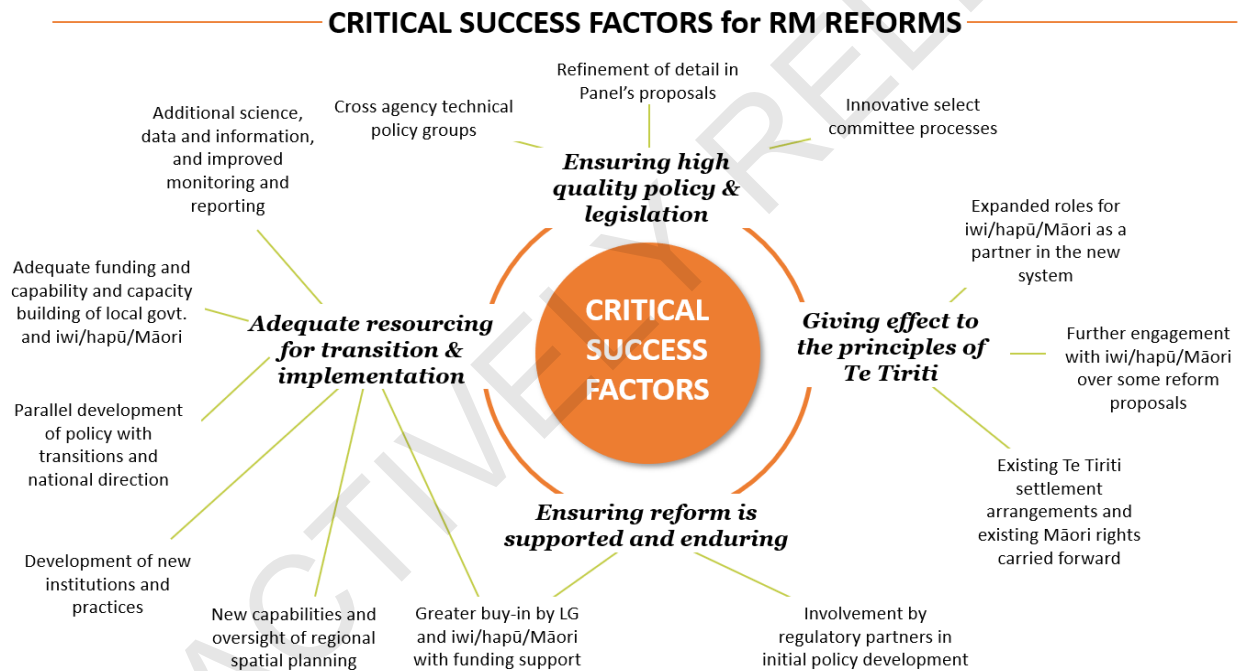 CRITICAL SUCCESS FACTORS for RM REFORMS
Refinement of detail in
Panel's proposals
Cross agency technical
policy groups
Innovative select
committee processes
Additional science,
data and information,
and improved
monitoring and
reporting
Ensuring high
quality policy &
legislation
Expanded roles for
iwi/hapū/Māori as a
partner in the new
system
Adequate funding and
capability and capacity
building of local govt.
and iwi/hapū/Māori
Adequate resourcing
for transition &
implementation
CRITICAL
SUCCESS
FACTORS
Giving effect to
the principles of
Te Tiriti
Further engagement
with iwi/hapū/Māori
over some reform
proposals
Parallel development
of policy with
transitions and
national direction
Existing Te Tiriti
settlement
arrangements and
existing Māori rights
carried forward
Ensuring reform is
supported and enduring
Development of new
institutions and
practices
New capabilities and
oversight of regional
spatial planning
Greater buy-in by LG
and iwi/hapū/Māori
with funding support
Involvement by
regulatory partners in
initial policy development
ACTIVELY REL